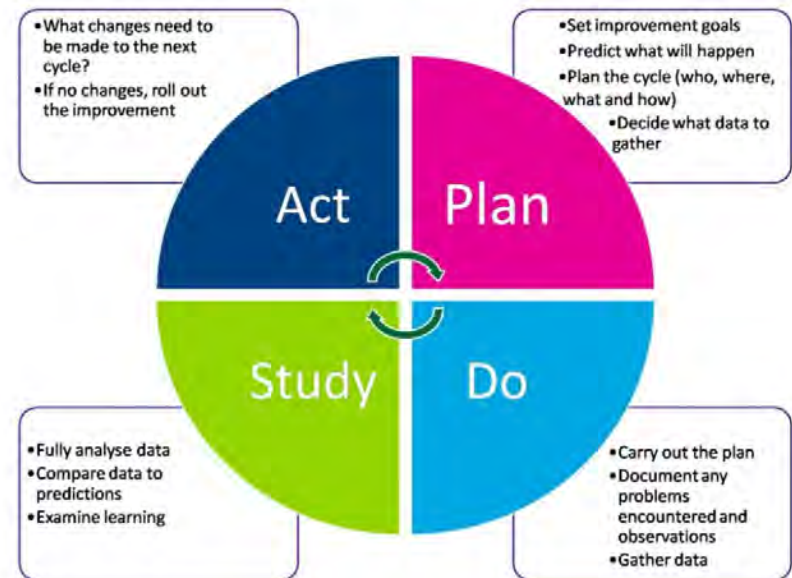 •What changes need to
be made to the next
cycle?
•If no changes, roll out
the improvement
•Set improvement goals
•Predict what will happen
•Plan the cycle (who, where,
what and how)
•Decide what data to
gather
Act
Plan
Study
Do
•Fully analyse data
•Compare data to
predictions
•Examine learning
•Carry out the plan
•Document any
problems
encountered and
observations
•Gather data